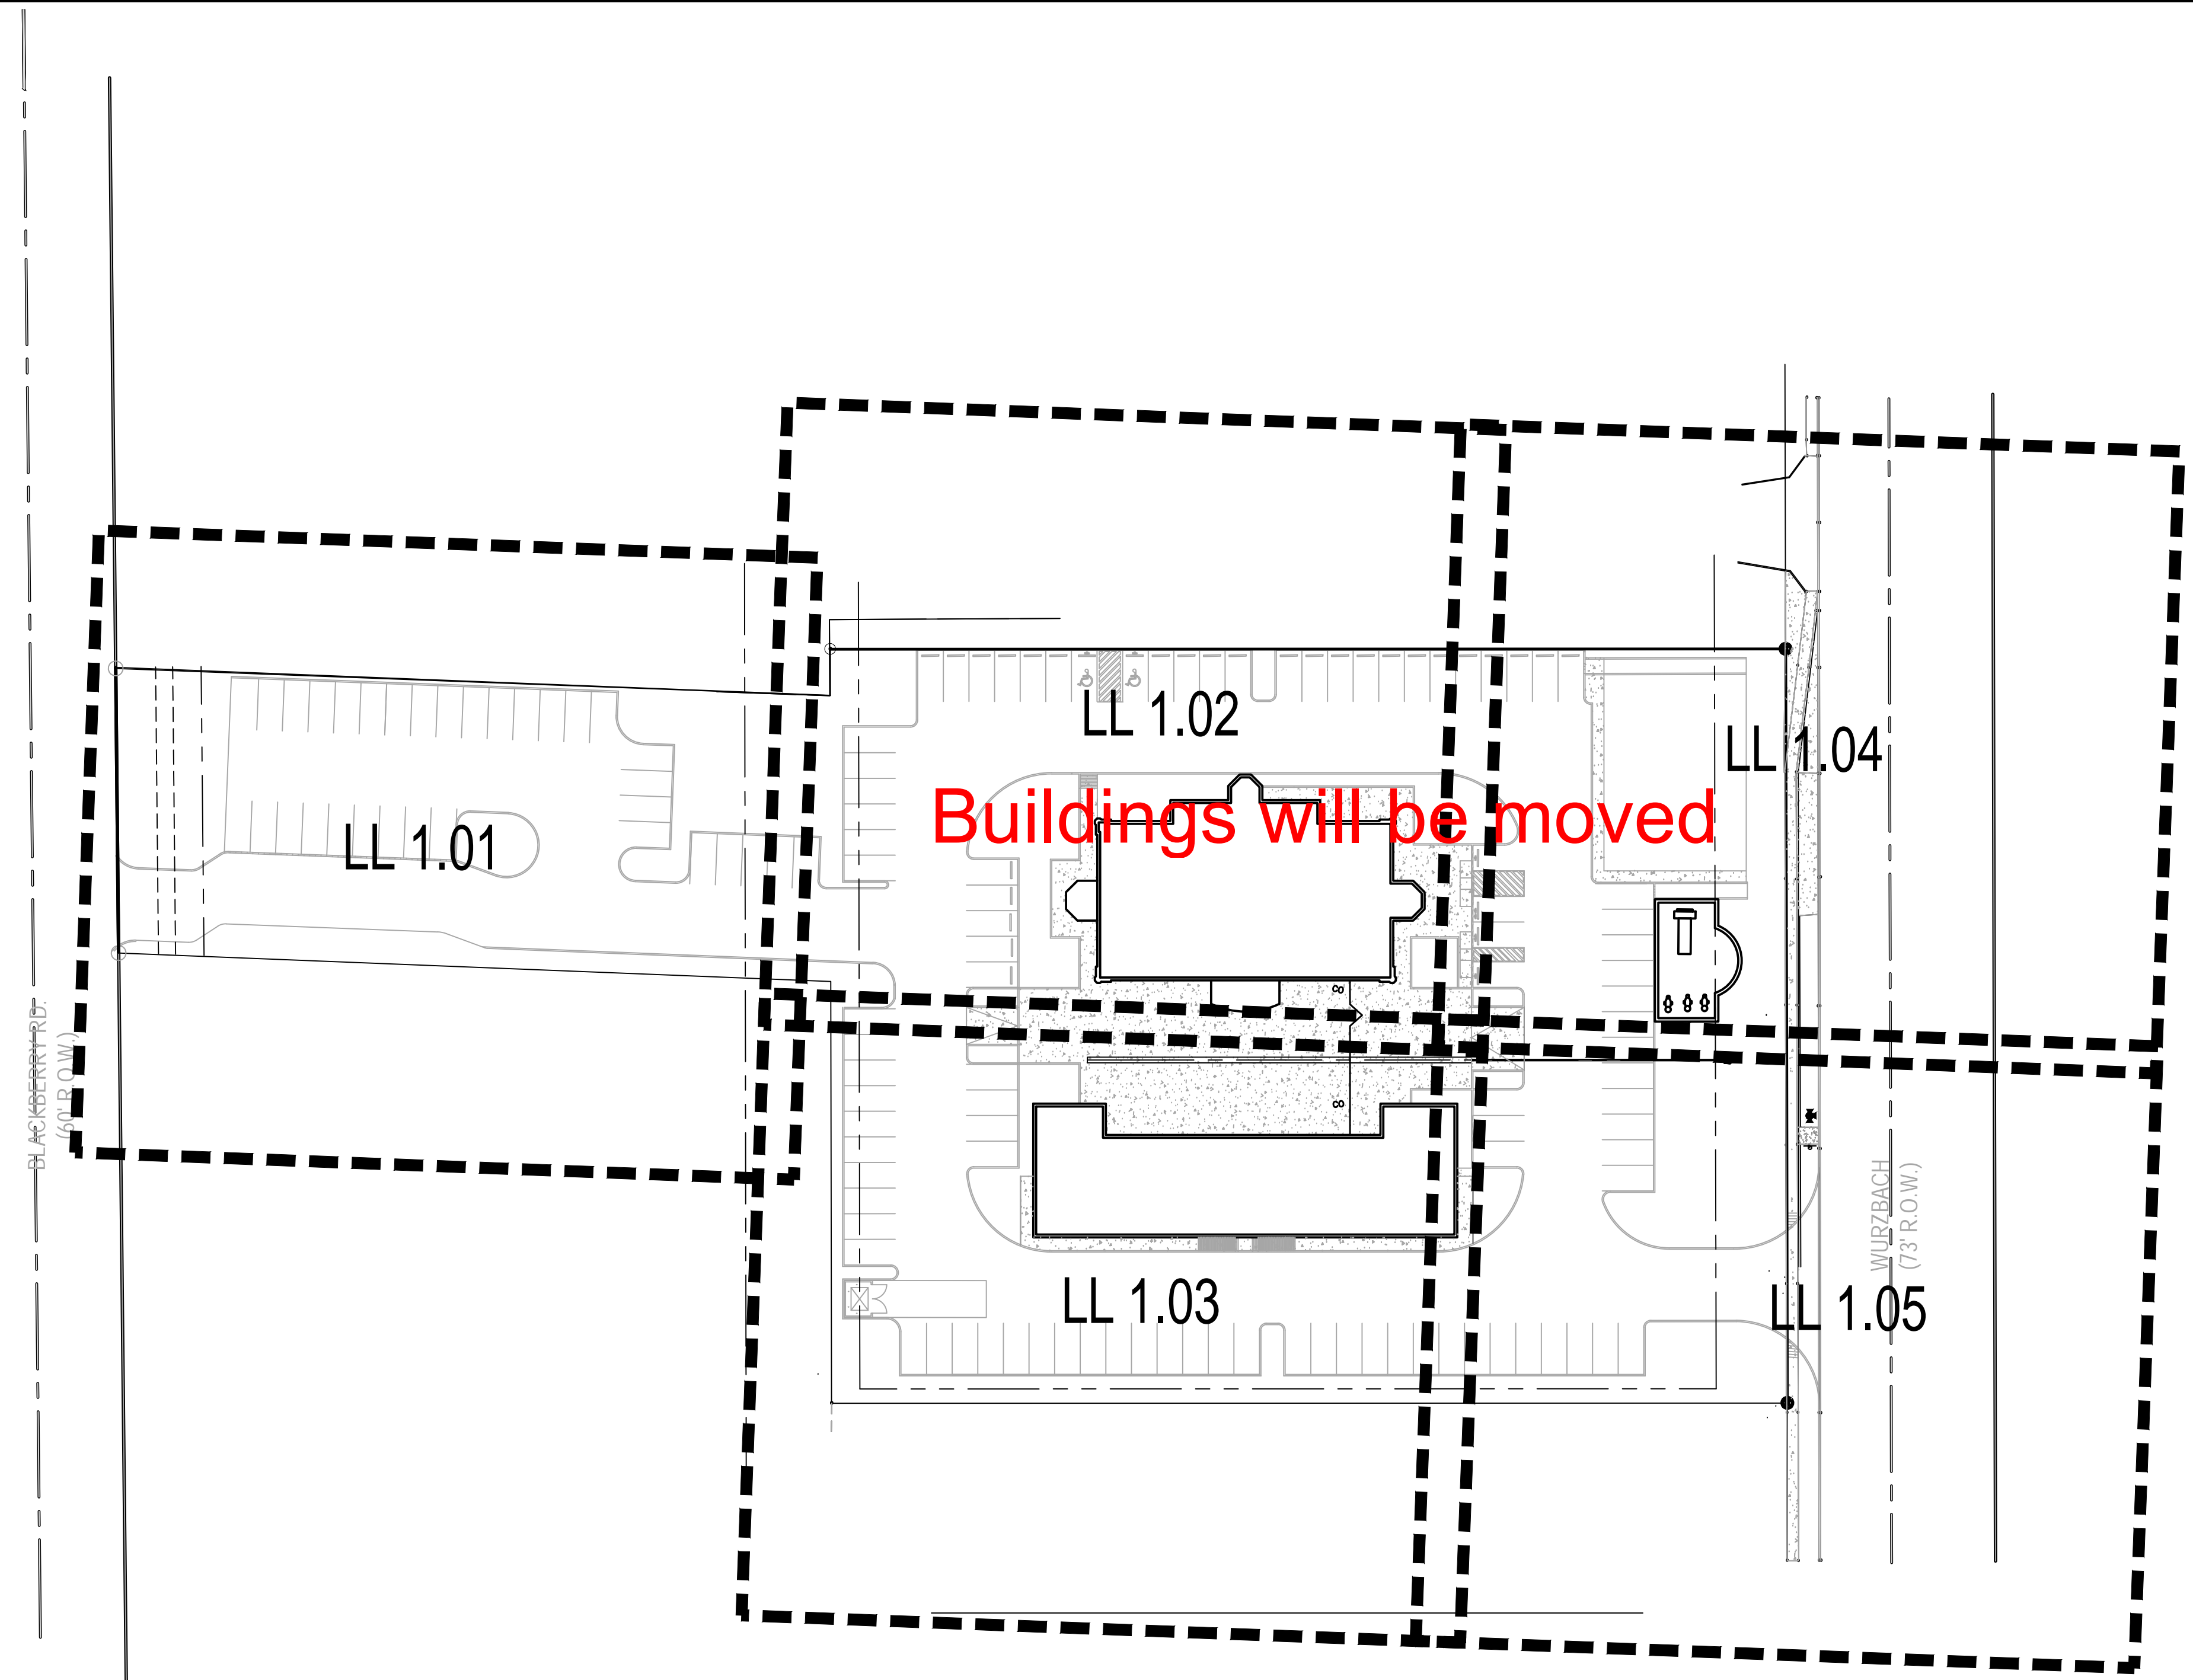 LL 1.02
LL 1.04
Buildings will be moved
LL 1.01
BLACKBERRY RD.
(60' R.O.W.)
WURZBACH
(73' R.O.W.)
LL 1.03
LL 1.05